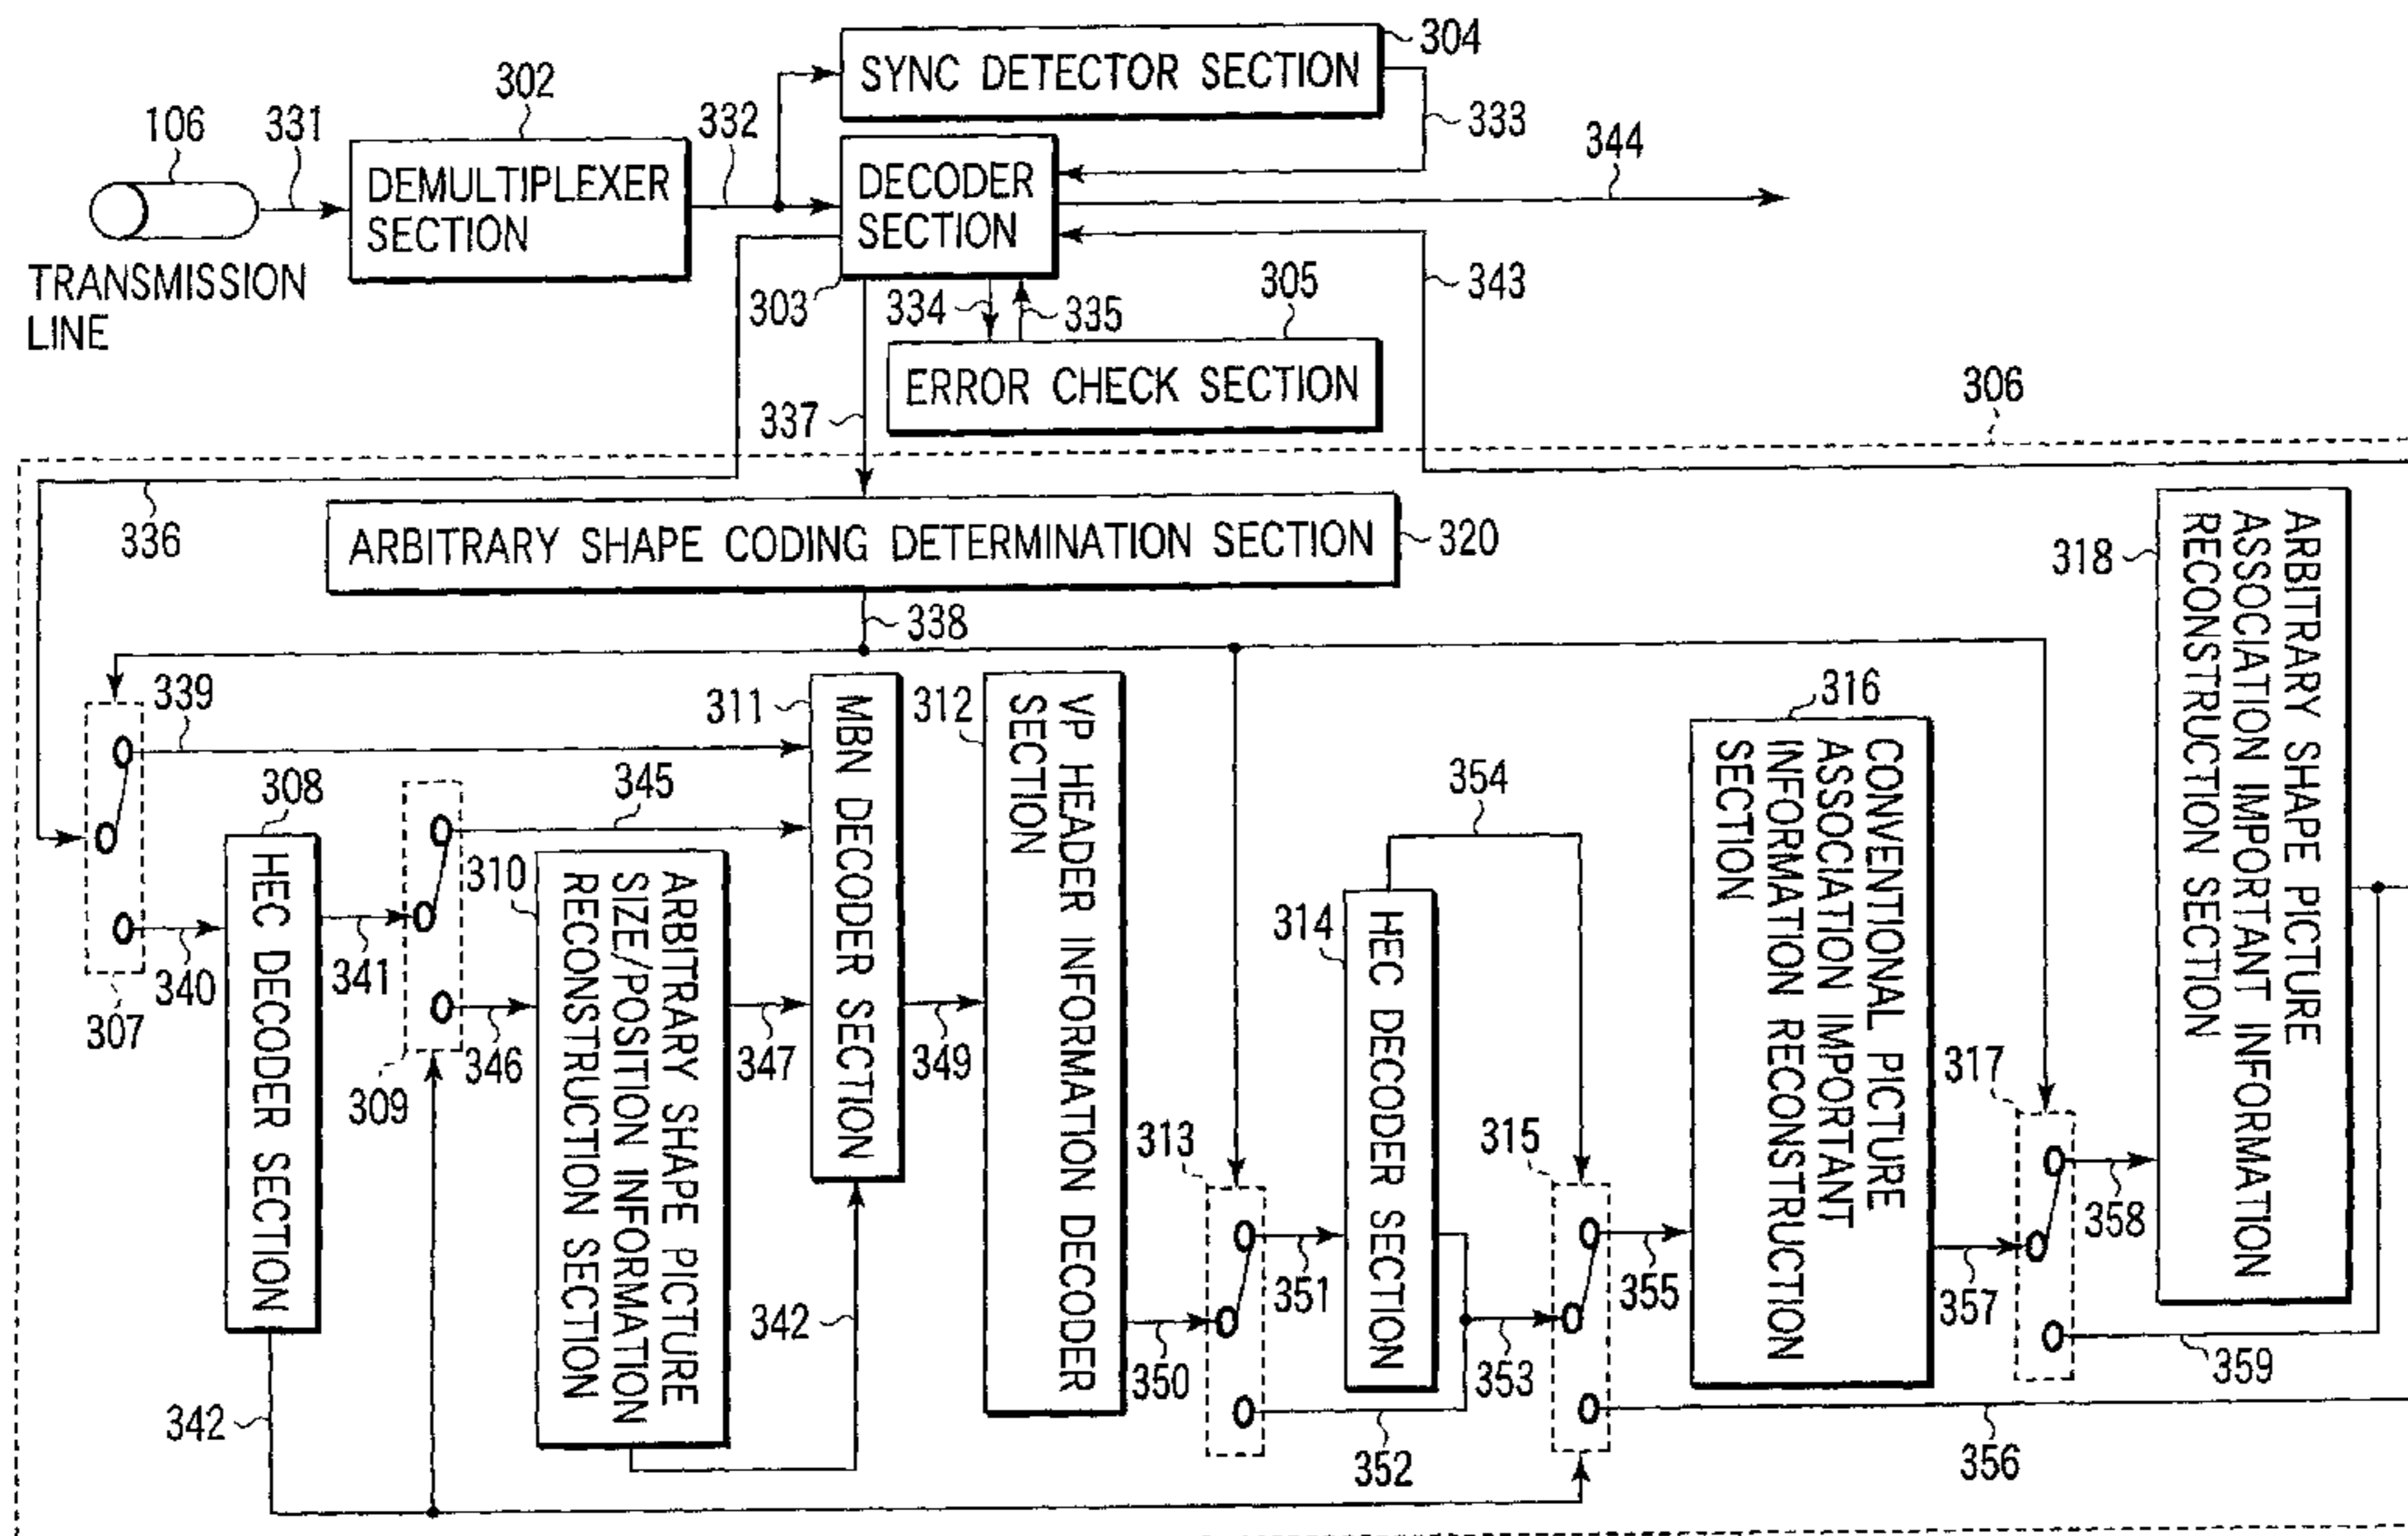 304
SYNC DETECTOR SECTION
302
106
331
332
333
344
DEMULTIPLEXER
SECTION
DECODER
SECTION
TRANSMISSION
LINE
303
334
335
305
343
ERROR CHECK SECTION
337
306
336
ARBITRARY SHAPE CODING DETERMINATION SECTION
320
338
318
ARBITRARY SHAPE PICTURE
ASSOCIATION IMPORTANT INFORMATION
RECONSTRUCTION SECTION
339
311
MBN DECODER SECTION
312
VP HEADER INFORMATION DECODER
SECTION
316
CONVENTIONAL PICTURE
ASSOCIATION IMPORTANT
INFORMATION RECONSTRUCTION
SECTION
308
HEC DECODER SECTION
345
354
310
ARBITRARY SHAPE PICTURE
SIZE/POSITION INFORMATION
RECONSTRUCTION SECTION
314
HEC DECODER SECTION
340
341
307
346
347
349
309
313
315
317
358
342
342
351
355
357
350
353
359
352
356